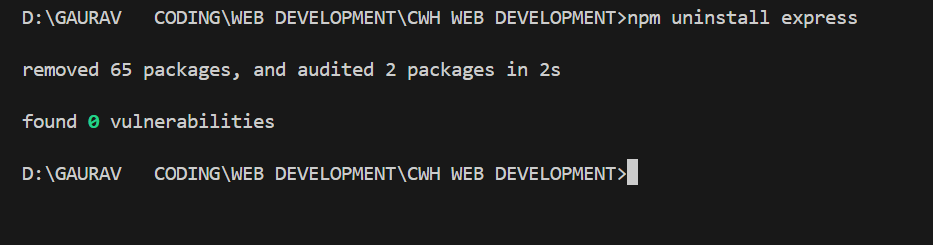 D:\GAURAV   CODING\WEB DEVELOPMENT\CWH WEB DEVELOPMENT>npm uninstall express
removed 65 packages, and audited 2 packages in 2s
found 0 vulnerabilities
D:\GAURAV   CODING\WEB DEVELOPMENT\CWH WEB DEVELOPMENT>